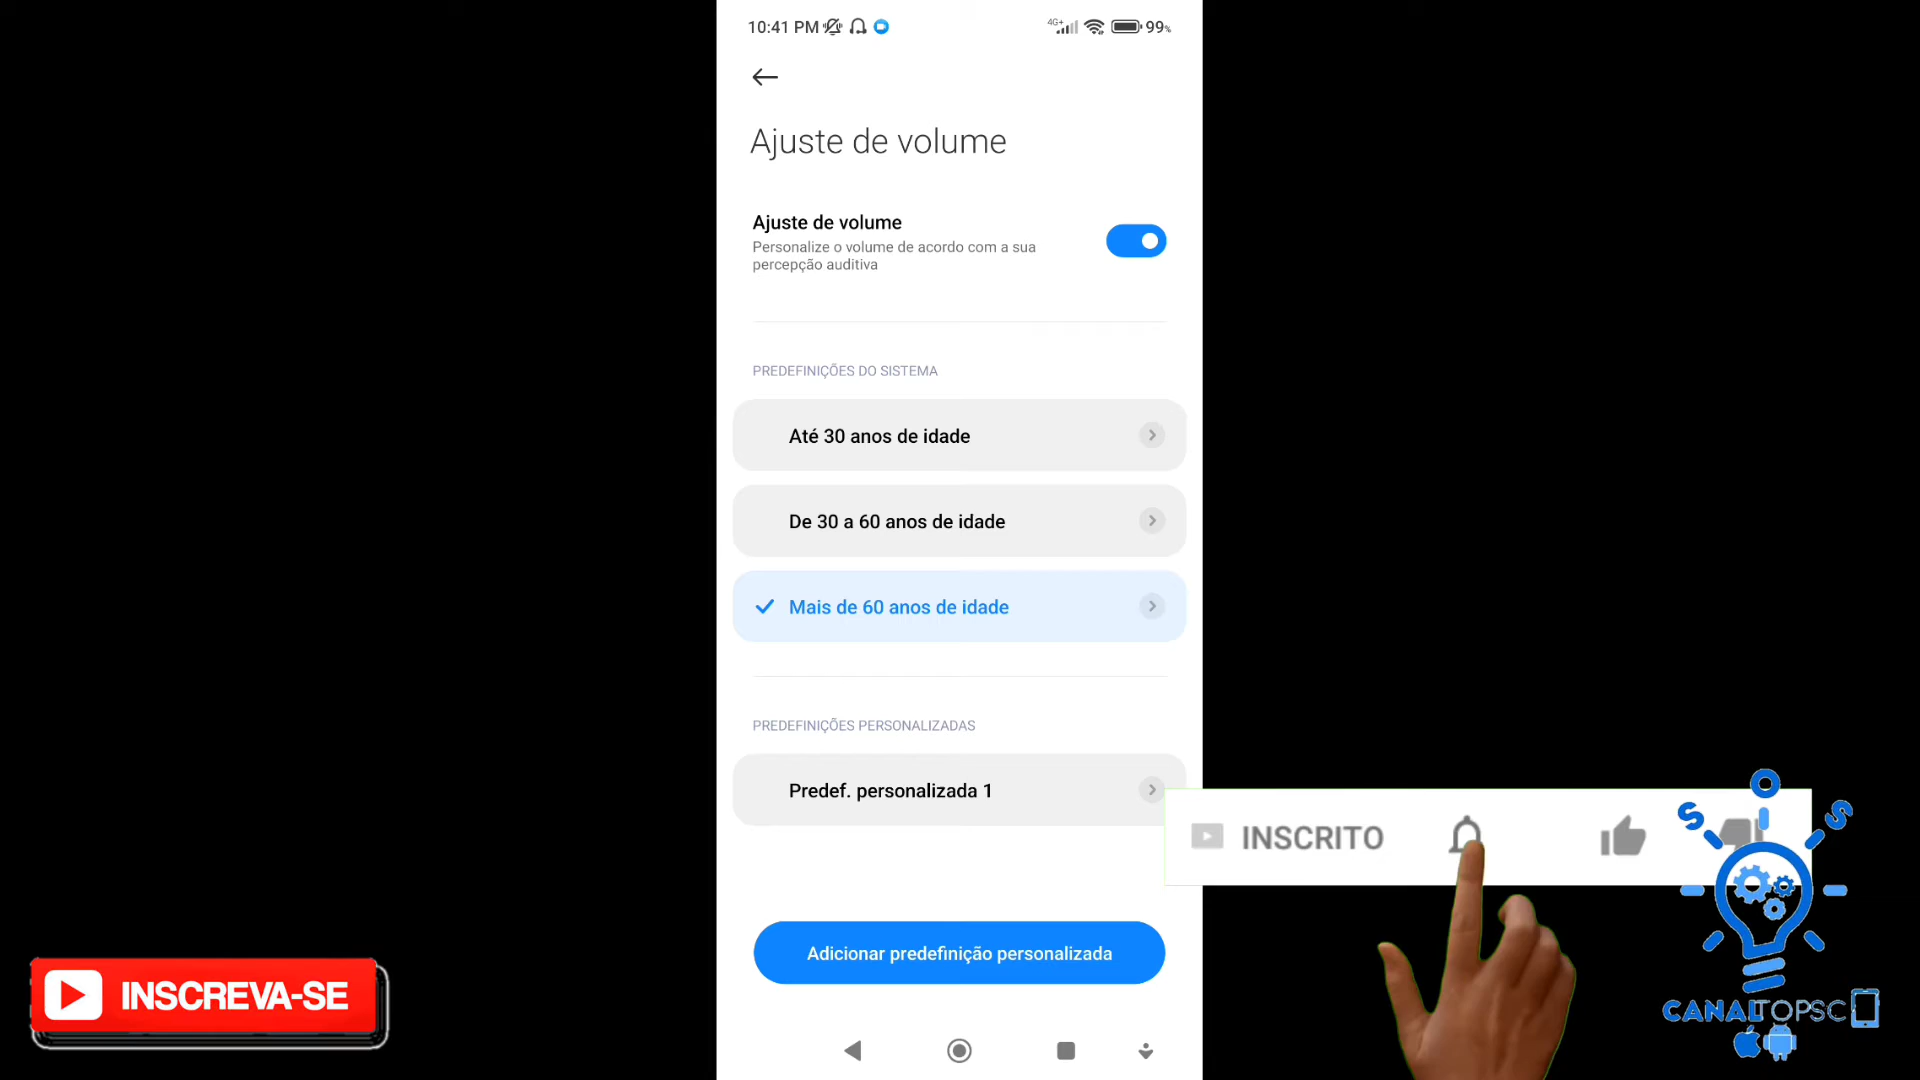 10:41 PM
4G+
99%
Ajuste de volume
Ajuste de volume
Personalize o volume de acordo com a sua
percepção auditiva
PREDEFINIÇÕES DO SISTEMA
Até 30 anos de idade
De 30 a 60 anos de idade
Mais de 60 anos de idade
PREDEFINIÇÕES PERSONALIZADAS
Predef. personalizada 1
INSCRITO
Adicionar predefinição personalizada
INSCREVA-SE
S O S
CANALTOPSC